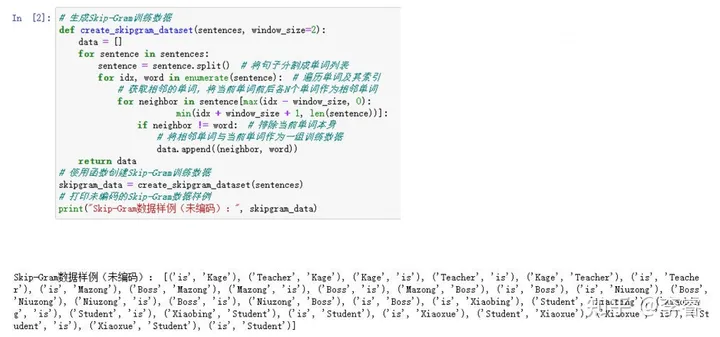 In [2]:
# 生成Skip-Gram训练数据
def create_skipgram_dataset(sentences, window_size=2):
data = []
for sentence in sentences:
sentence = sentence.split() # 将句子分割成单词列表
for idx, word in enumerate(sentence): # 遍历单词及其索引
# 获取相邻的单词，将当前单词前后各N个单词作为相邻单词
for neighbor in sentence[max(idx - window_size, 0):
min(idx + window_size + 1, len(sentence))]:
if neighbor != word: # 排除当前单词本身
# 将相邻单词与当前单词作为一组训练数据
data.append((neighbor, word))
return data
# 使用函数创建Skip-Gram训练数据
skipgram_data = create_skipgram_dataset(sentences)
# 打印未编码的Skip-Gram数据样例
print("Skip-Gram数据样例（未编码）：", skipgram_data)
Skip-Gram数据样例（未编码）： [('is', 'Kage'), ('Teacher', 'Kage'), ('Kage', 'is'), ('Teacher', 'is'), ('Kage', 'Teacher'), ('is', 'Teache
r'), ('is', 'Mazong'), ('Boss', 'Mazong'), ('Mazong', 'is'), ('Boss', 'is'), ('Mazong', 'Boss'), ('is', 'Boss'), ('is', 'Niuzong'), ('Boss',
'Niuzong'), ('Niuzong', 'is'), ('Boss', 'is'), ('Niuzong', 'Boss'), ('is', 'Boss'), ('is', 'Xiaobing'), ('Student',
g', 'is'), ('Student', 'is'), ('Xiaobing', 'Student'), ('is', 'Student'), ('is', 'Xiaoxue'), ('Student', 'Xiaoxue'), ('Xiaoxue', 'is'), ('St
udent', 'is'), ('Xiaoxue', 'Student'), ('is', 'Student')]
知乎